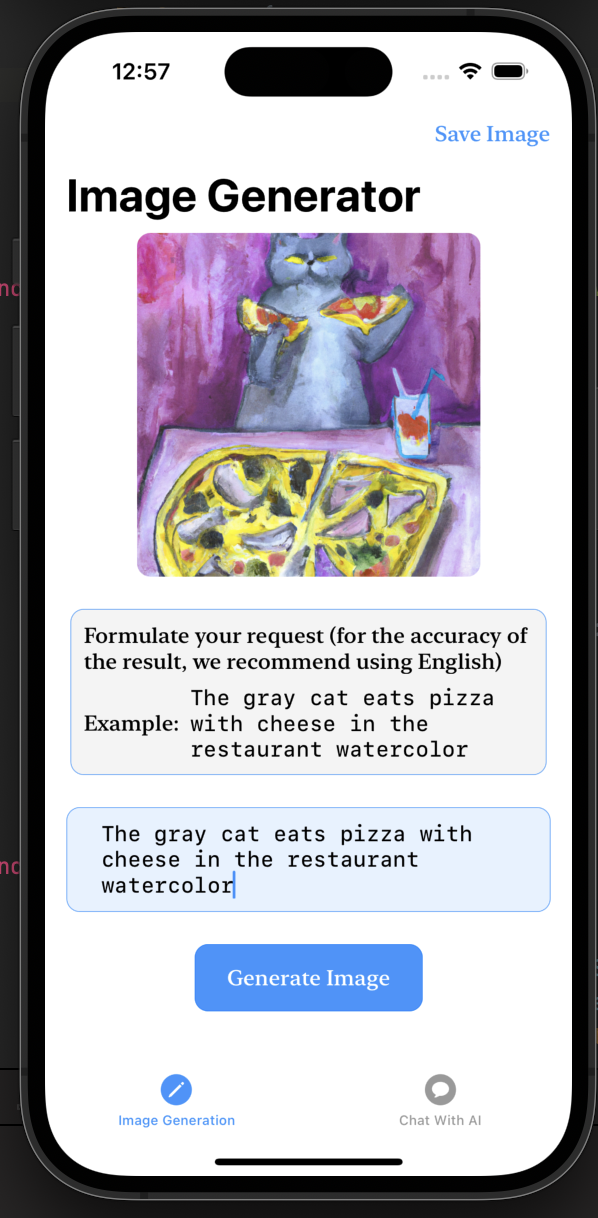 12:57
Save Image
Image Generator
Formulate your request (for the accuracy of
the result, we recommend using English)
Example: The gray cat eats pizza
with cheese in the
restaurant watercolor
The gray cat eats pizza with
cheese in the restaurant
watercolor
Generate Image
Image Generation
Chat With AI